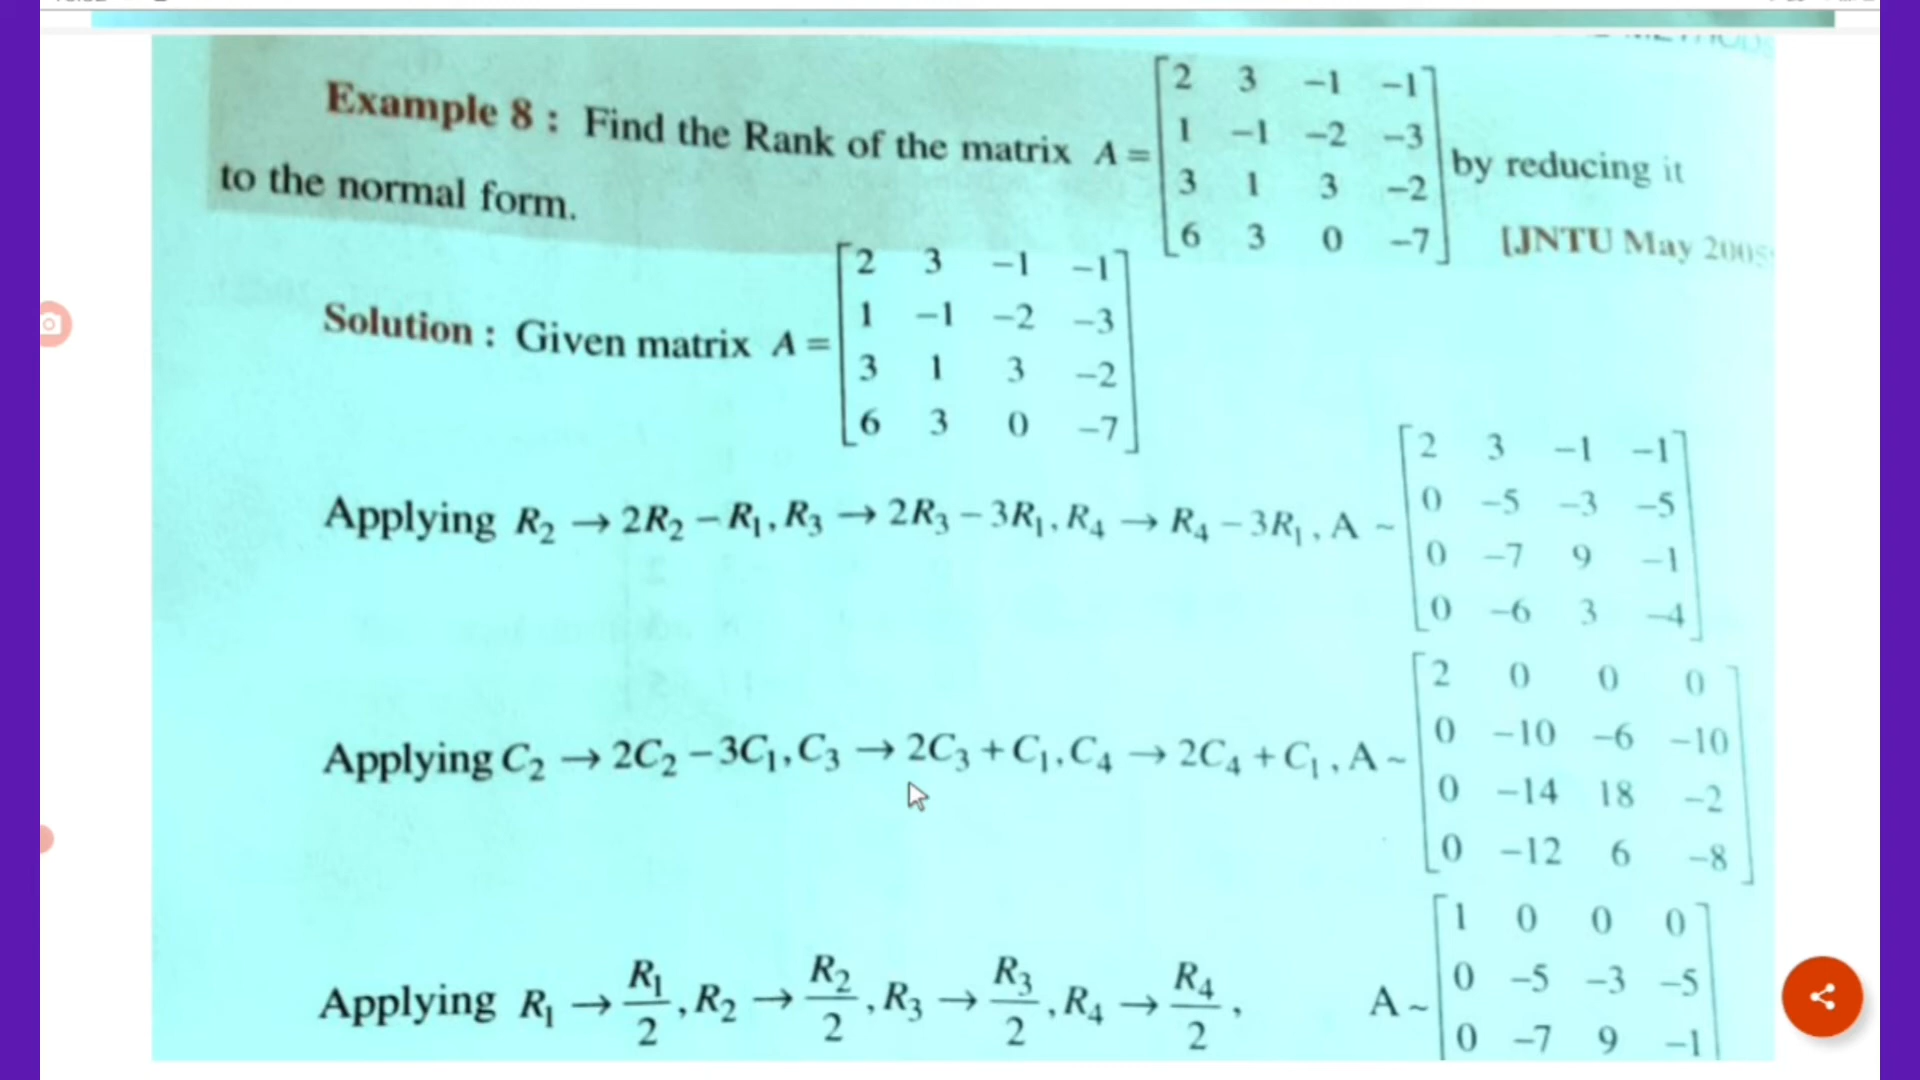 Example 8 : Find the Rank of the matrix A = [2 3 −1 −1
1 −1 −2 −3
3 1 3 −2
6 3 0 −7] by reducing it
to the normal form. [JNTU May
Solution : Given matrix A = [2 3 −1 −1
1 −1 −2 −3
3 1 3 −2
6 3 0 −7]
Applying R₂ → 2R₂ − R₁, R₃ → 2R₃ − 3R₁, R₄ → R₄ − 3R₁, A ~ [2 3 −1 −1
0 −5 −3 −5
0 −7 9 −1
0 −6 3 −4]
Applying C₂ → 2C₂ − 3C₁, C₃ → 2C₃ + C₁, C₄ → 2C₄ + C₁, A ~ [2 0 0 0
0 −10 −6 −10
0 −14 18 −2
0 −12 6 −8]
Applying R₁ → R₁/2, R₂ → R₂/2, R₃ → R₃/2, R₄ → R₄/2, A ~ [1 0 0 0
0 −5 −3 −5
0 −7 9 −1